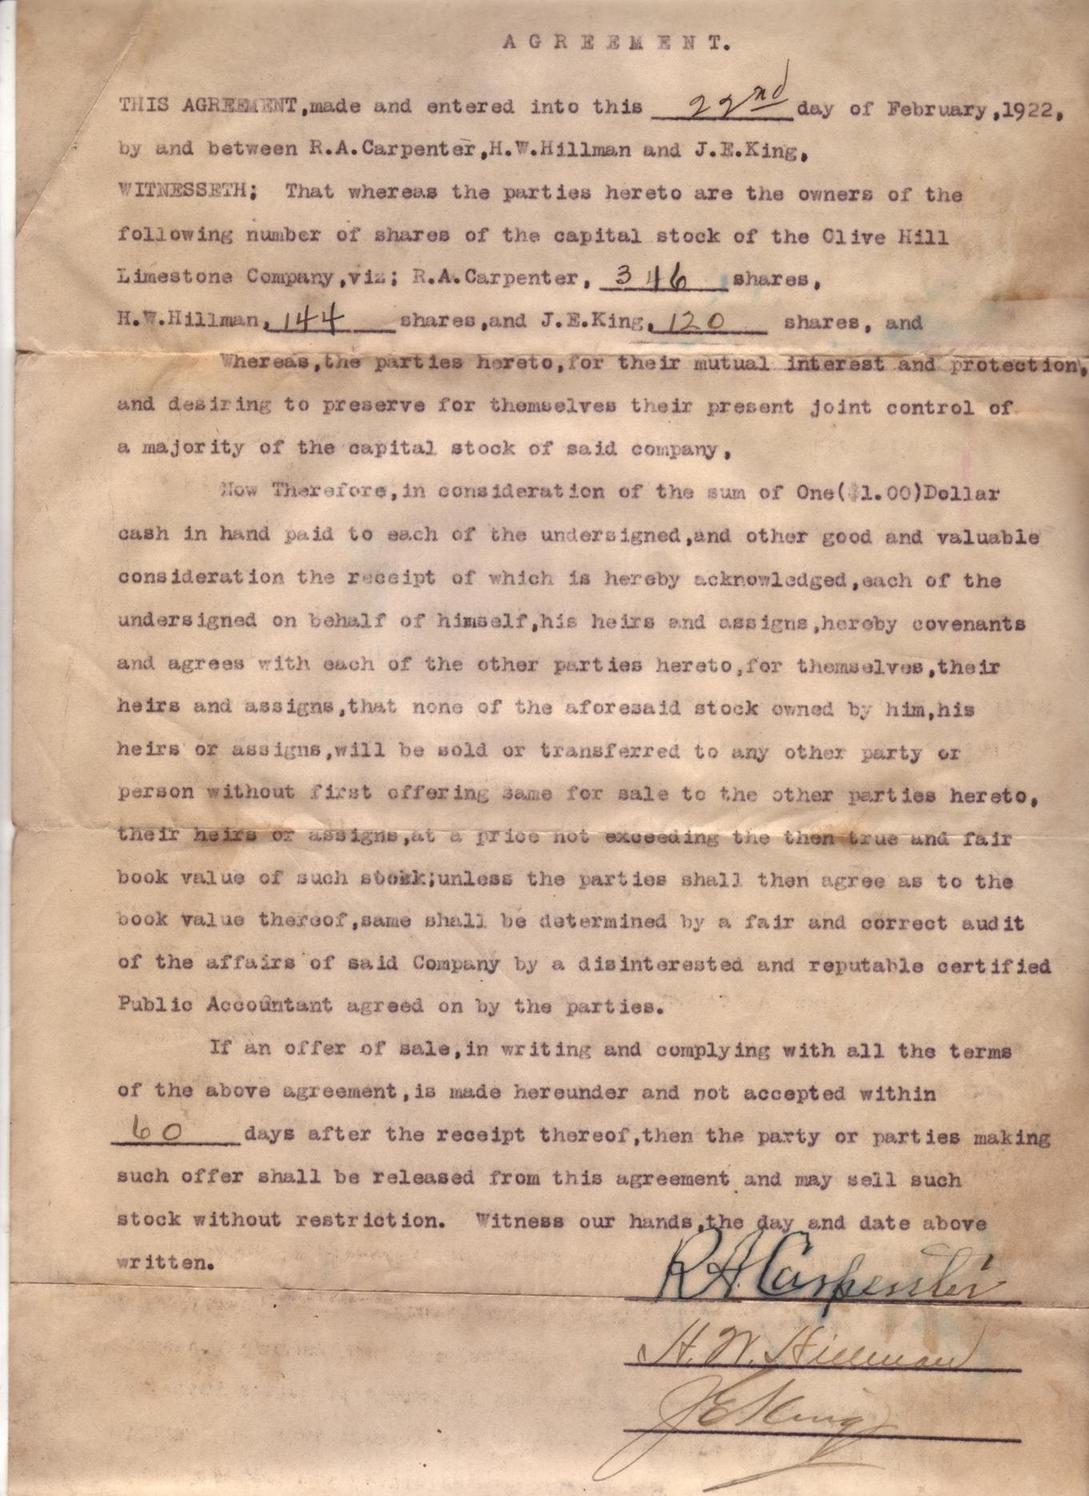 AGREEMENT.
THIS AGREEMENT,made and entered into this 22nd day of February,1922,
by and between R.A.Carpenter,H.W.Hillman and J.E.King,
WITNESSETH; That whereas the parties hereto are the owners of the
following number of shares of the capital stock of the Olive Hill
Limestone Company,viz; R.A.Carpenter, 346 shares,
H.W.Hillman, 144 shares,and J.E.King, 120 shares, and
Whereas,the parties hereto,for their mutual interest and protection,
and desiring to preserve for themselves their present joint control of
a majority of the capital stock of said company,
Now Therefore,in consideration of the sum of One($1.00)Dollar
cash in hand paid to each of the undersigned,and other good and valuable
consideration the receipt of which is hereby acknowledged,each of the
undersigned on behalf of himself,his heirs and assigns,hereby covenants
and agrees with each of the other parties hereto,for themselves,their
heirs and assigns,that none of the aforesaid stock owned by him,his
heirs or assigns,will be sold or transferred to any other party or
person without first offering same for sale to the other parties hereto,
their heirs or assigns,at a price not exceeding the then true and fair
book value of such stock;unless the parties shall then agree as to the
book value thereof,same shall be determined by a fair and correct audit
of the affairs of said Company by a disinterested and reputable certified
Public Accountant agreed on by the parties.
If an offer of sale,in writing and complying with all the terms
of the above agreement,is made hereunder and not accepted within
60 days after the receipt thereof,then the party or parties making
such offer shall be released from this agreement and may sell such
stock without restriction. Witness our hands,the day and date above
written.
R A Carpenter
H. W. Hillman
J E King